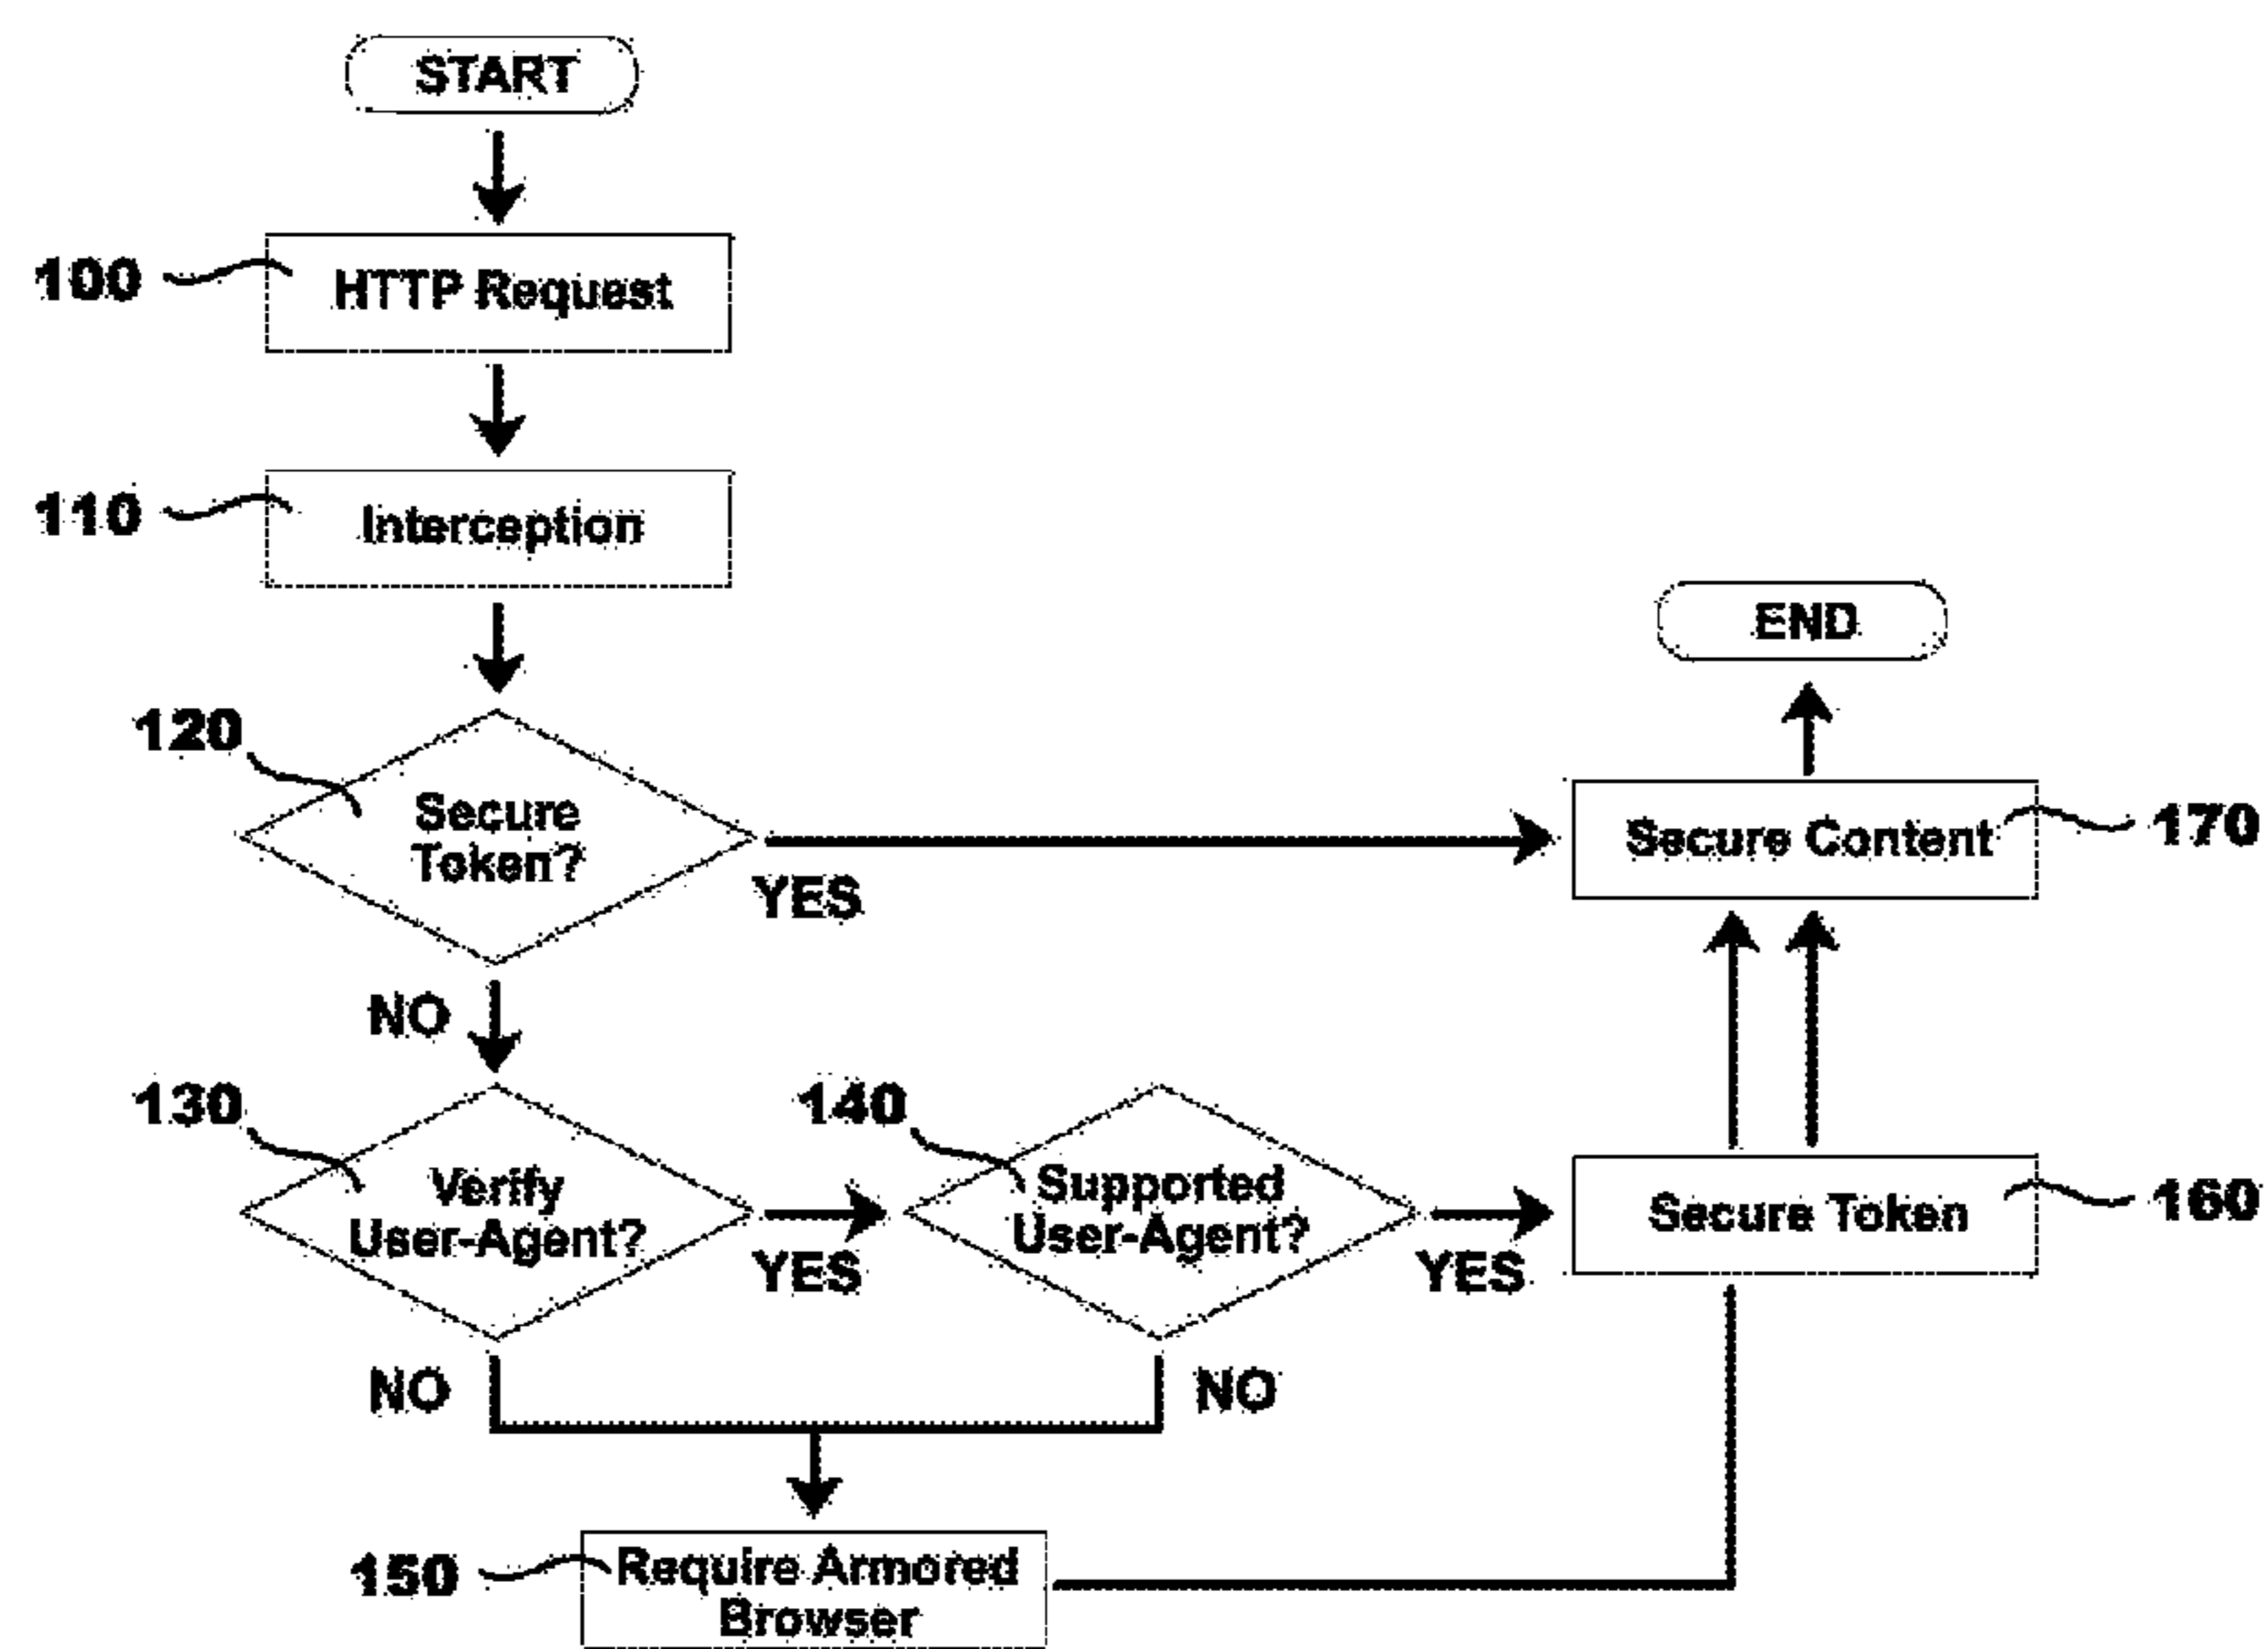 START
100
HTTP Request
110
Interception
END
120
Secure
Token?
YES
Secure Content
170
NO
130
Verify
User-Agent?
YES
140
Supported
User-Agent?
YES
Secure Token
160
NO
NO
150
Require Armored
Browser